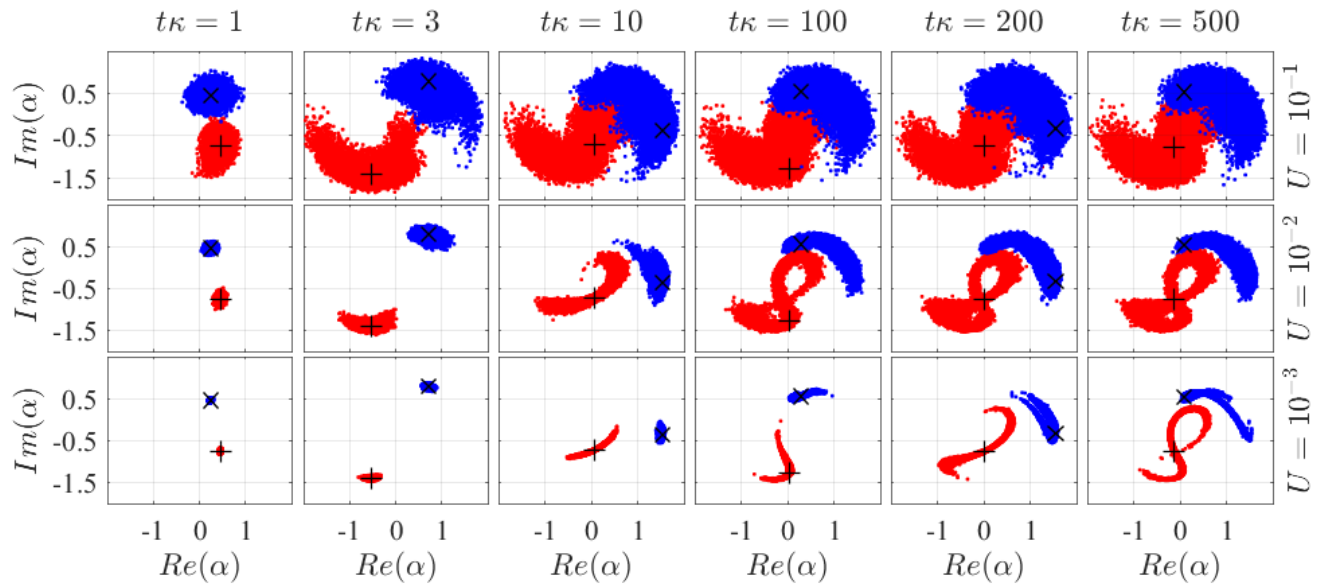 tκ = 1 tκ = 3 tκ = 10 tκ = 100 tκ = 200 tκ = 500
Im(α) 0.5 -0.5 -1.5 U = 10⁻¹
Im(α) 0.5 -0.5 -1.5 U = 10⁻²
Im(α) 0.5 -0.5 -1.5 U = 10⁻³
-1 0 1 -1 0 1 -1 0 1 -1 0 1 -1 0 1 -1 0 1
Re(α) Re(α) Re(α) Re(α) Re(α) Re(α)